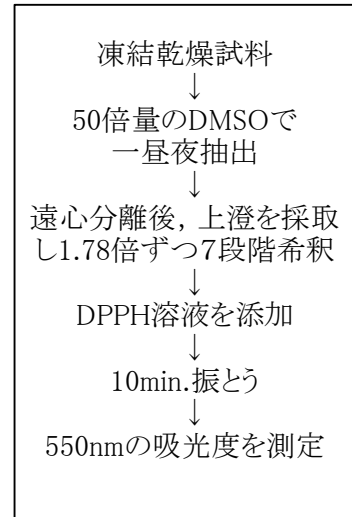 凍結乾燥試料
↓
50倍量のDMSOで
一昼夜抽出
↓
遠心分離後, 上澄を採取
し1.78倍ずつ7段階希釈
↓
DPPH溶液を添加
↓
10min.振とう
↓
550nmの吸光度を測定